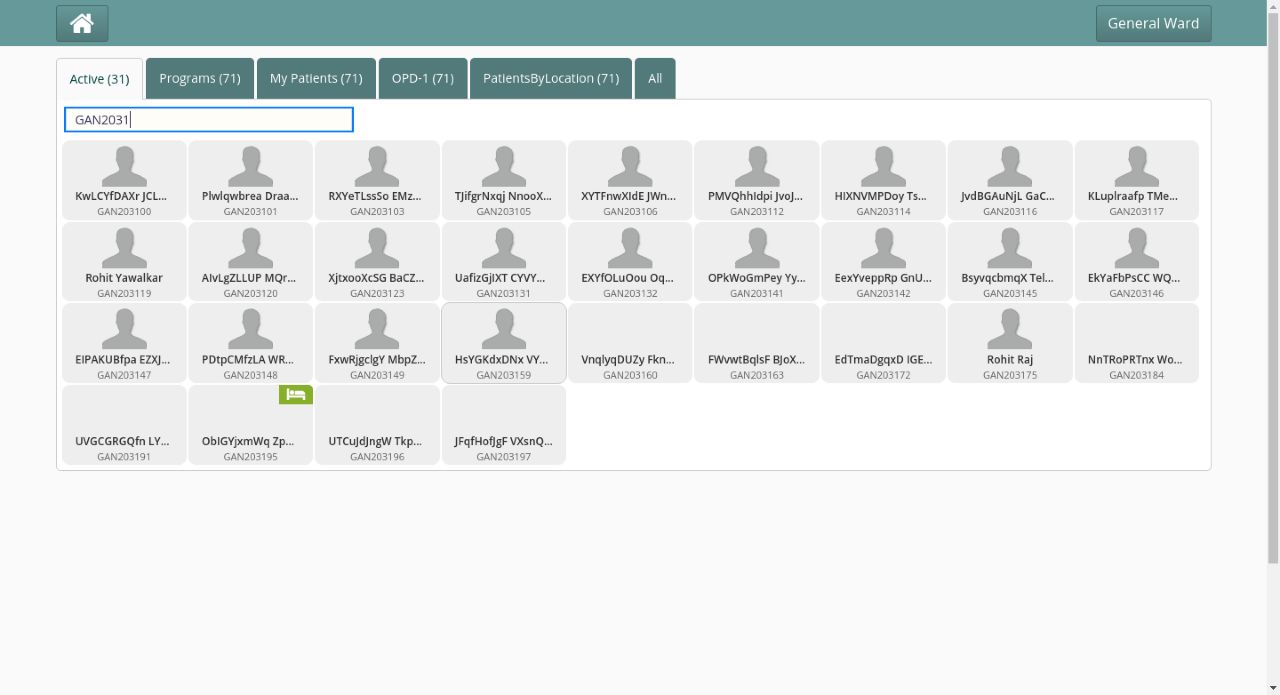 General Ward
Active (31) Programs (71) My Patients (71) OPD-1 (71) PatientsByLocation (71) All
GAN2031
KwLCYfDAXr JCL... Plwlqwbrea Draa... RXYeTLssSo EMz... TJifgrNxqj NnooX... XYTFnwXIdE JWn... PMVQhhIdpi JvoJ... HIXNVMPDoy Ts... JvdBGAuNjL GaC... KLuplraafp TMe...
GAN203100 GAN203101 GAN203103 GAN203105 GAN203106 GAN203112 GAN203114 GAN203116 GAN203117
Rohit Yawalkar AIvLgZLLUP MQr... XjtxooXcSG BaCZ... UafizGjIXT CYVY... EXYfOLuOou Oq... OPkWoGmPey Yy... EexYveppRp GnU... BsyvqcbmqX Tel... EkYaFbPsCC WQ...
GAN203119 GAN203120 GAN203123 GAN203131 GAN203132 GAN203141 GAN203142 GAN203145 GAN203146
EIPAKUBfpa EZXJ... PDtpCMfzLA WR... FxwRjgclgY MbpZ... HsYGKdxDNx VY... VnqlyqDUZy Fkn... FWvwtBqlsF BJoX... EdTmaDgqxD IGE... Rohit Raj NnTRoPRTnx Wo...
GAN203147 GAN203148 GAN203149 GAN203159 GAN203160 GAN203163 GAN203172 GAN203175 GAN203184
UVGCGRGQfn LY... ObIGYjxmWq Zp... UTCuJdJngW Tkp... JFqfHofJgF VXsnQ...
GAN203191 GAN203195 GAN203196 GAN203197